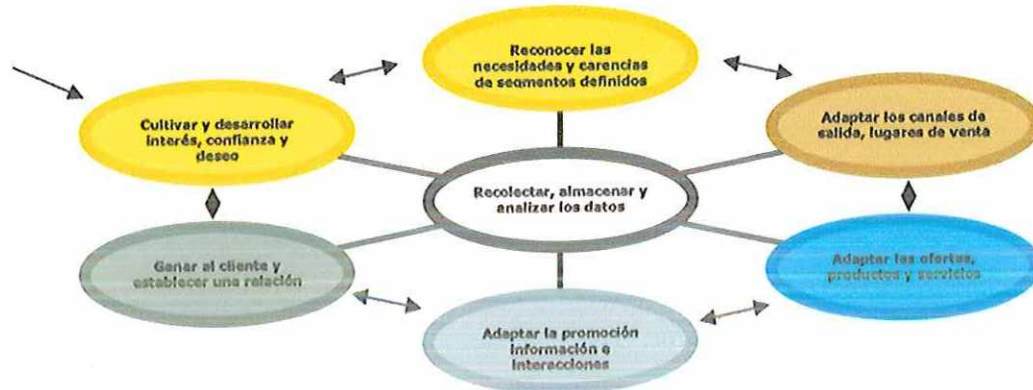 Reconocer las
necesidades y carencias
de segmentos definidos
Cultivar y desarrollar
interés, confianza y
deseo
Adaptar los canales de
salida, lugares de venta
Recolectar, almacenar y
analizar los datos
Ganar al cliente y
establecer una relación
Adaptar las ofertas,
productos y servicios
Adaptar la promoción
información e
interacciones